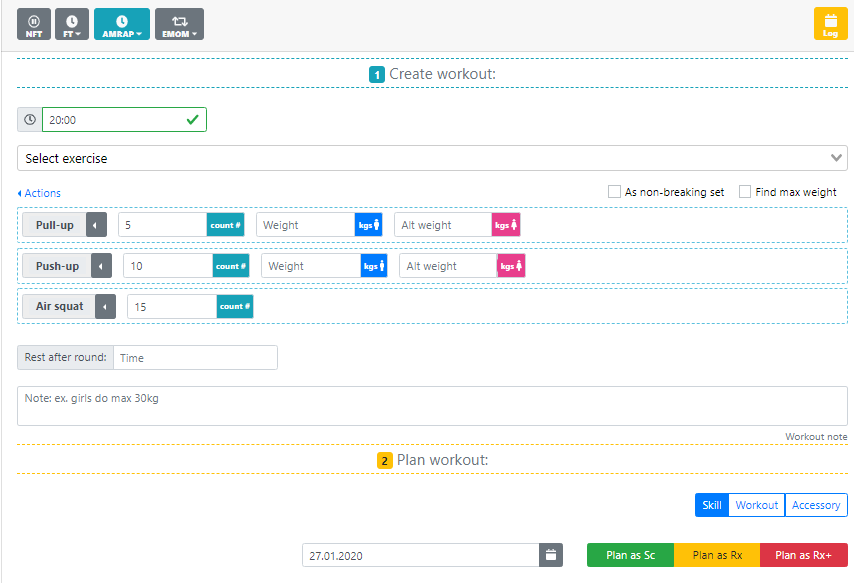 NFT FT AMRAP EMOM Log
1 Create workout:
20:00
Select exercise
Actions As non-breaking set Find max weight
Pull-up 5 count # Weight kgs Alt weight kgs
Push-up 10 count # Weight kgs Alt weight kgs
Air squat 15 count #
Rest after round: Time
Note: ex. girls do max 30kg
Workout note
2 Plan workout:
Skill Workout Accessory
27.01.2020 Plan as Sc Plan as Rx Plan as Rx+